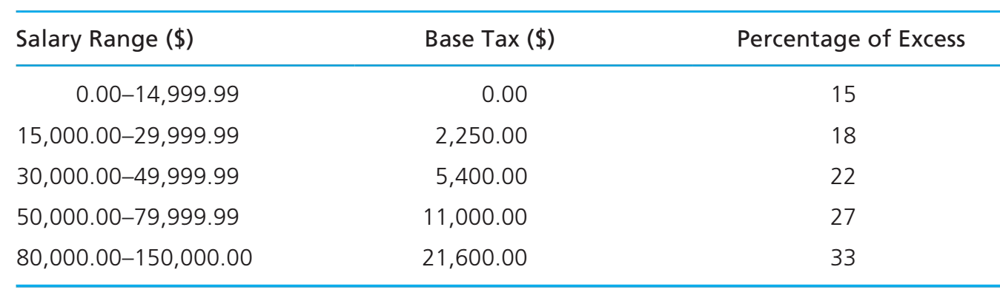 Salary Range ($) Base Tax ($) Percentage of Excess
0.00–14,999.99 0.00 15
15,000.00–29,999.99 2,250.00 18
30,000.00–49,999.99 5,400.00 22
50,000.00–79,999.99 11,000.00 27
80,000.00–150,000.00 21,600.00 33